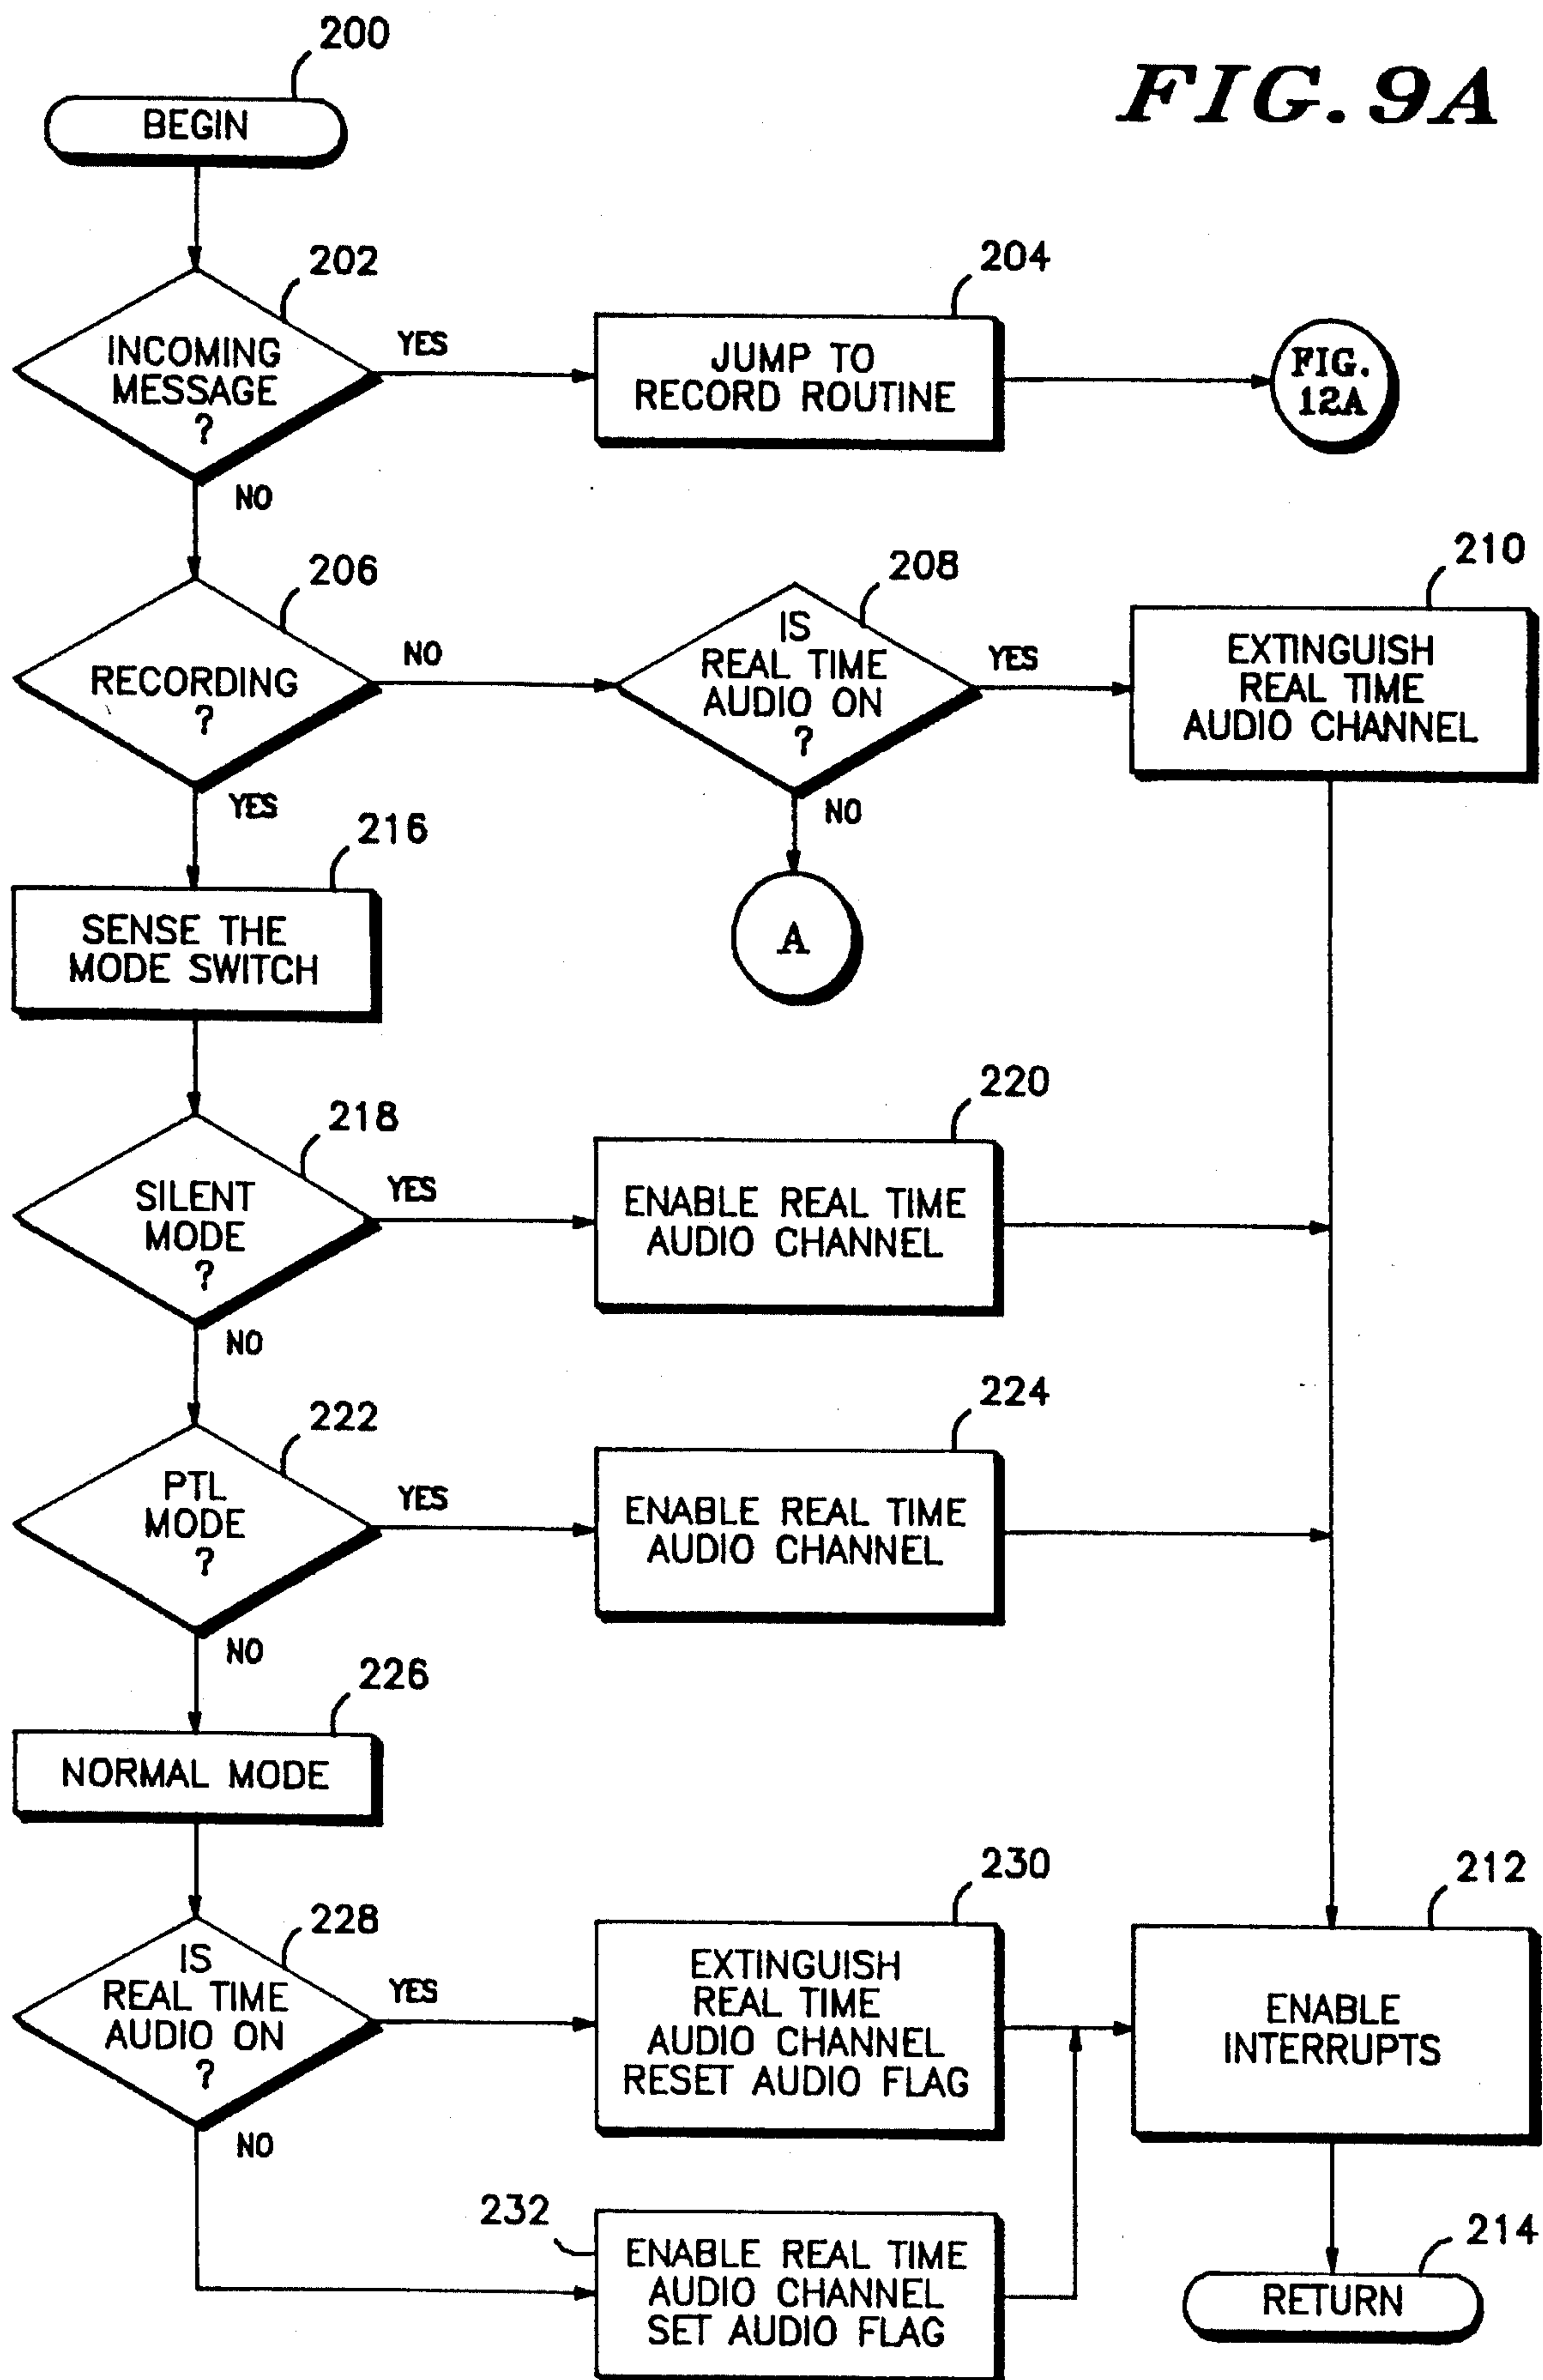 FIG. 9A
200
BEGIN
202
INCOMING
MESSAGE
?
YES
NO
204
JUMP TO
RECORD ROUTINE
FIG.
12A
206
RECORDING
?
NO
YES
208
IS
REAL TIME
AUDIO ON
?
YES
NO
210
EXTINGUISH
REAL TIME
AUDIO CHANNEL
A
216
SENSE THE
MODE SWITCH
218
SILENT
MODE
?
YES
NO
220
ENABLE REAL TIME
AUDIO CHANNEL
222
PTL
MODE
?
YES
NO
224
ENABLE REAL TIME
AUDIO CHANNEL
226
NORMAL MODE
228
IS
REAL TIME
AUDIO ON
?
YES
NO
230
EXTINGUISH
REAL TIME
AUDIO CHANNEL
RESET AUDIO FLAG
212
ENABLE
INTERRUPTS
232
ENABLE REAL TIME
AUDIO CHANNEL
SET AUDIO FLAG
214
RETURN